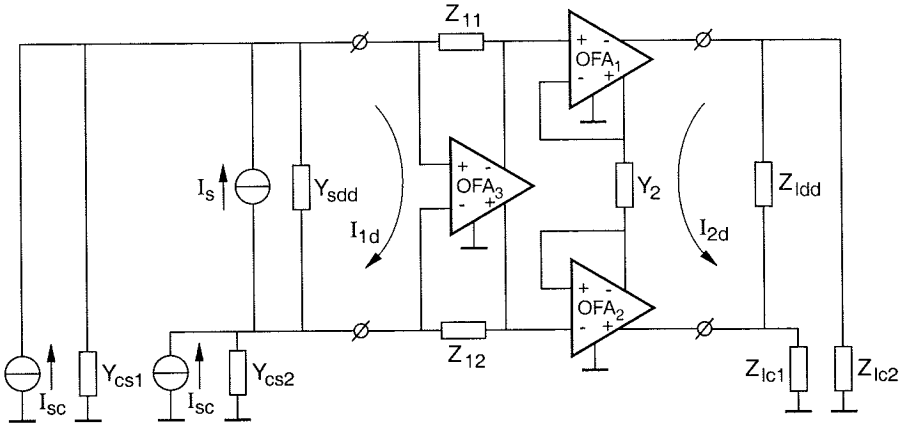 Z11
+ - OFA1
- +
Is
Ysdd
I1d
+ - OFA3
- +
Y2
I2d
Zldd
+ - OFA2
- +
Z12
Isc
Ycs1
Isc
Ycs2
Zlc1
Zlc2